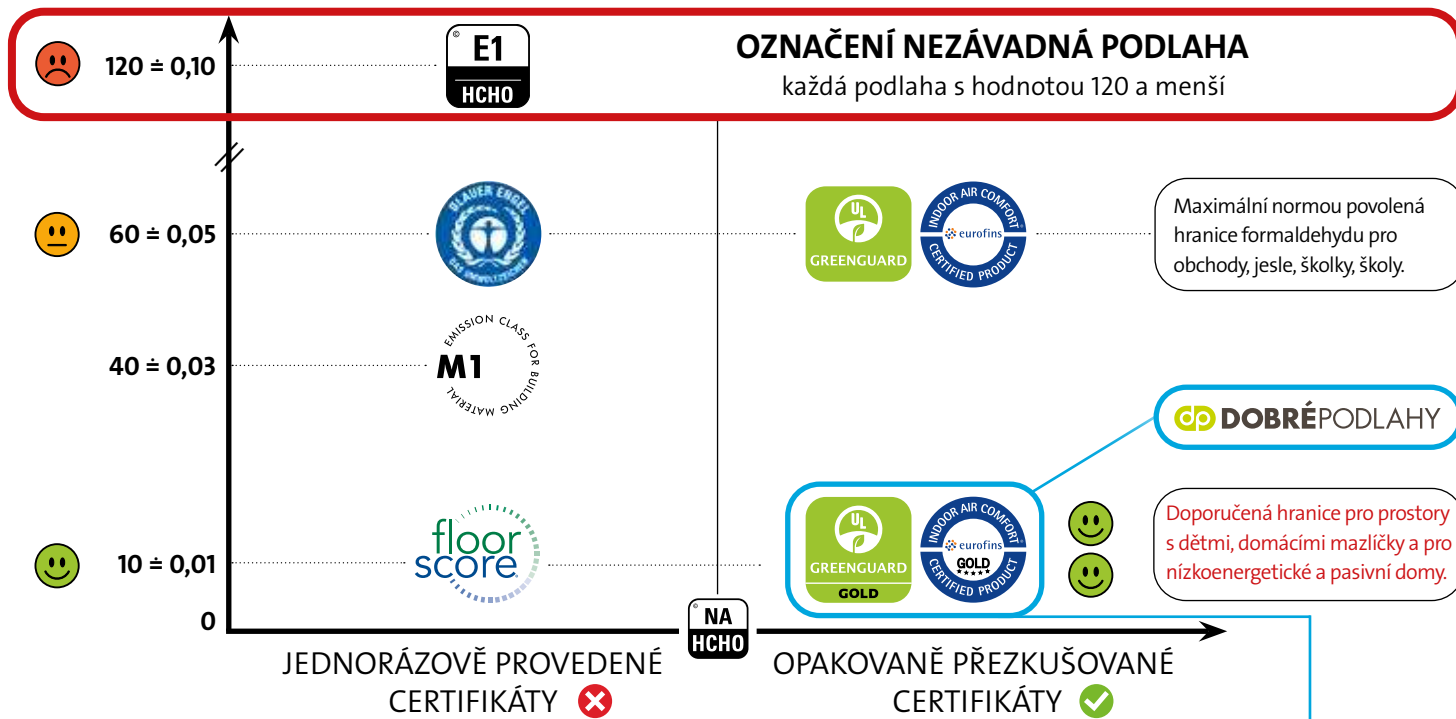 120 ≐ 0,10
© E1
HCHO
OZNAČENÍ NEZÁVADNÁ PODLAHA
každá podlaha s hodnotou 120 a menší
60 ≐ 0,05
BLAUER ENGEL
DAS UMWELTZEICHEN
UL
GREENGUARD
INDOOR AIR COMFORT
eurofins
CERTIFIED PRODUCT
Maximální normou povolená
hranice formaldehydu pro
obchody, jesle, školky, školy.
40 ≐ 0,03
M1
EMISSION CLASS FOR BUILDING MATERIAL
DOBRÉPODLAHY
10 ≐ 0,01
floor
score®
UL
GREENGUARD
GOLD
INDOOR AIR COMFORT
eurofins
GOLD
CERTIFIED PRODUCT
Doporučená hranice pro prostory
s dětmi, domácími mazlíčky a pro
nízkoenergetické a pasivní domy.
0
© NA
HCHO
JEDNORÁZOVĚ PROVEDENÉ
CERTIFIKÁTY
OPAKOVANĚ PŘEZKUŠOVANÉ
CERTIFIKÁTY